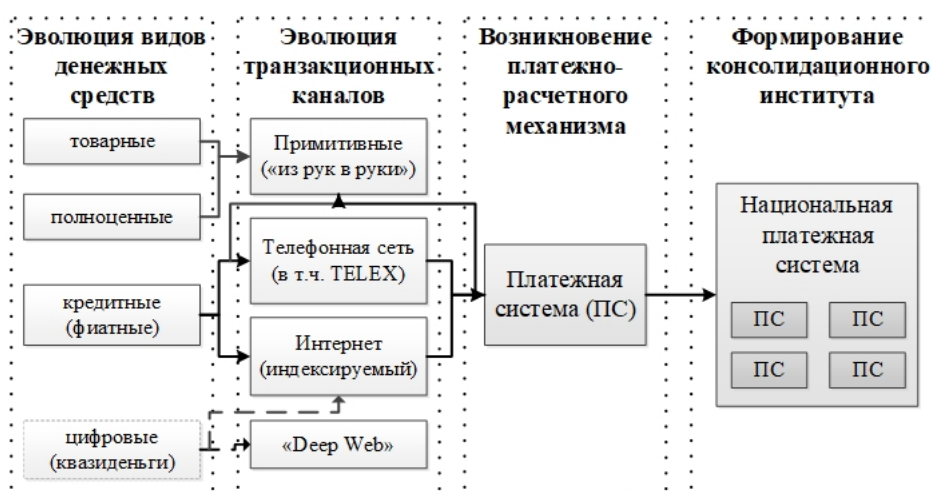 Эволюция видов
денежных
средств
товарные
полноценные
кредитные
(фиатные)
цифровые
(квазиденьги)
Эволюция
транзакционных
каналов
Примитивные
(«из рук в руки»)
Телефонная сеть
(в т.ч. TELEX)
Интернет
(индексируемый)
«Deep Web»
Возникновение
платежно-
расчетного
механизма
Платежная
система (ПС)
Формирование
консолидационного
института
Национальная
платежная
система
ПС ПС
ПС ПС